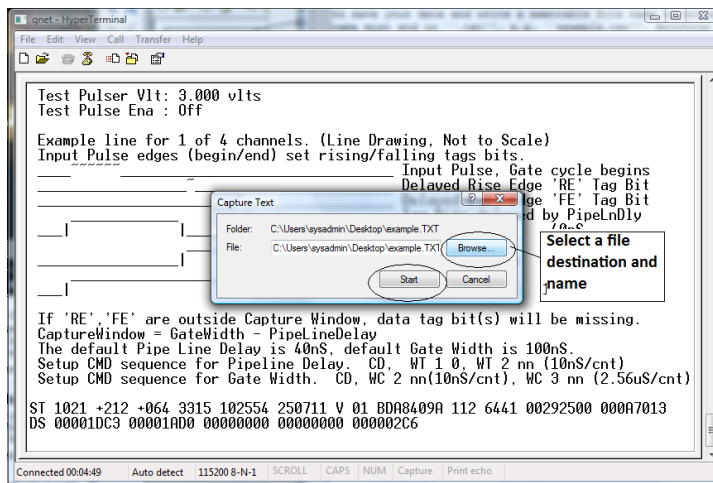 qnet - HyperTerminal
File Edit View Call Transfer Help
Test Pulser Vlt: 3.000 vlts
Test Pulse Ena : Off
Example line for 1 of 4 channels. (Line Drawing, Not to Scale)
Input Pulse edges (begin/end) set rising/falling tags bits.
Input Pulse, Gate cycle begins
Delayed Rise Edge 'RE' Tag Bit
ge 'FE' Tag Bit
d by PipeLnDly
Capture Text
Folder: C:\Users\sysadmin\Desktop\example.TXT
File: C:\Users\sysadmin\Desktop\example.TXT
Browse...
Start
Cancel
Select a file
destination and
name
If 'RE','FE' are outside Capture Window, data tag bit(s) will be missing.
CaptureWindow = GateWidth - PipeLineDelay
The default Pipe Line Delay is 40nS, default Gate Width is 100nS.
Setup CMD sequence for Pipeline Delay. CD, WT 1 0, WT 2 nn (10nS/cnt)
Setup CMD sequence for Gate Width. CD, WC 2 nn(10nS/cnt), WC 3 nn (2.56uS/cnt)
ST 1021 +212 +064 3315 102554 250711 V 01 BDA8409A 112 6441 00292500 000A7013
DS 00001DC3 00001AD0 00000000 00000000 000002C6
Connected 00:04:49 Auto detect 115200 8-N-1 SCROLL CAPS NUM Capture Print echo